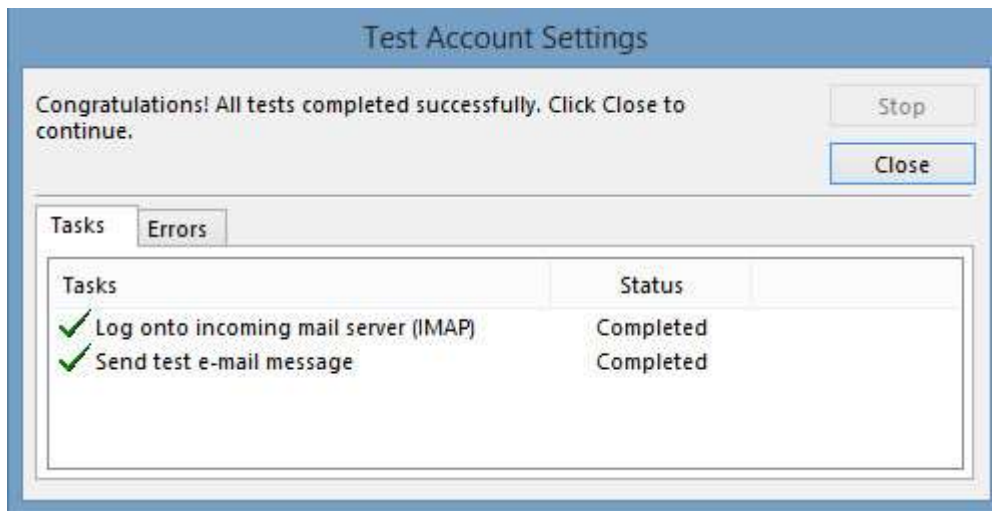 Test Account Settings
Congratulations! All tests completed successfully. Click Close to
continue.
Stop
Close
Tasks Errors
Tasks Status
Log onto incoming mail server (IMAP) Completed
Send test e-mail message Completed